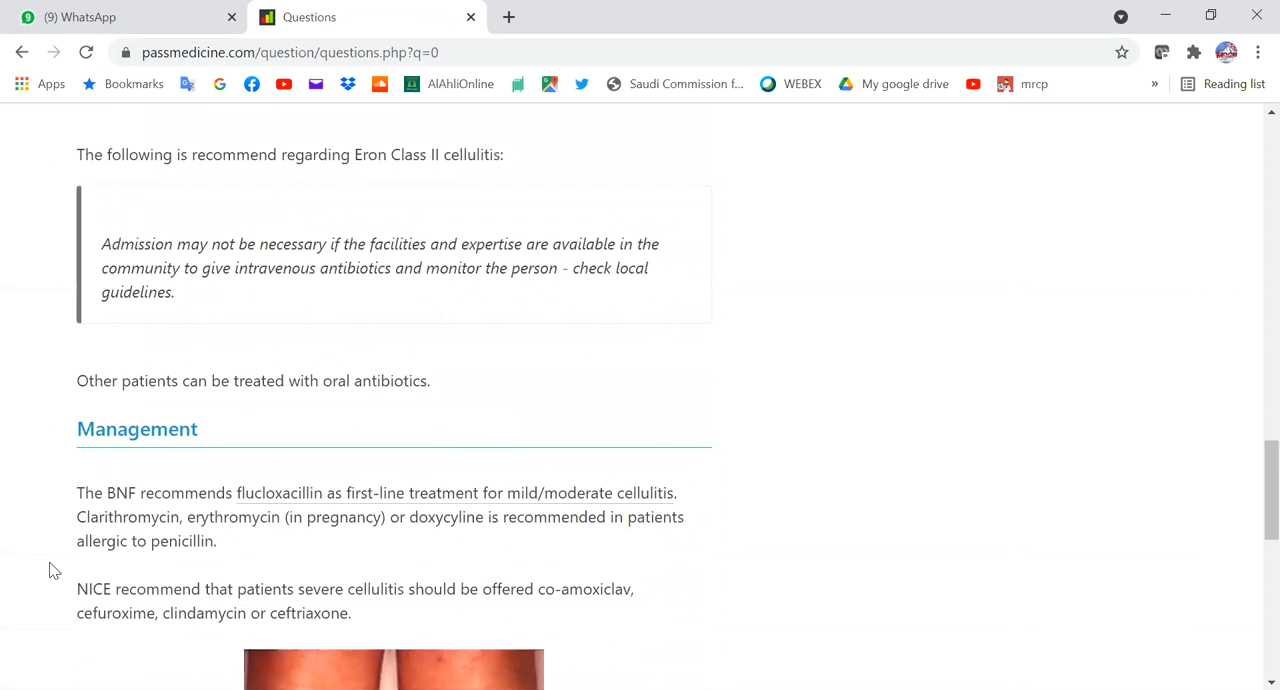 (9) WhatsApp
Questions
passmedicine.com/question/questions.php?q=0
Apps Bookmarks AlAhliOnline Saudi Commission f... WEBEX My google drive mrcp » Reading list
The following is recommend regarding Eron Class II cellulitis:
Admission may not be necessary if the facilities and expertise are available in the
community to give intravenous antibiotics and monitor the person - check local
guidelines.
Other patients can be treated with oral antibiotics.
Management
The BNF recommends flucloxacillin as first-line treatment for mild/moderate cellulitis.
Clarithromycin, erythromycin (in pregnancy) or doxycyline is recommended in patients
allergic to penicillin.
NICE recommend that patients severe cellulitis should be offered co-amoxiclav,
cefuroxime, clindamycin or ceftriaxone.